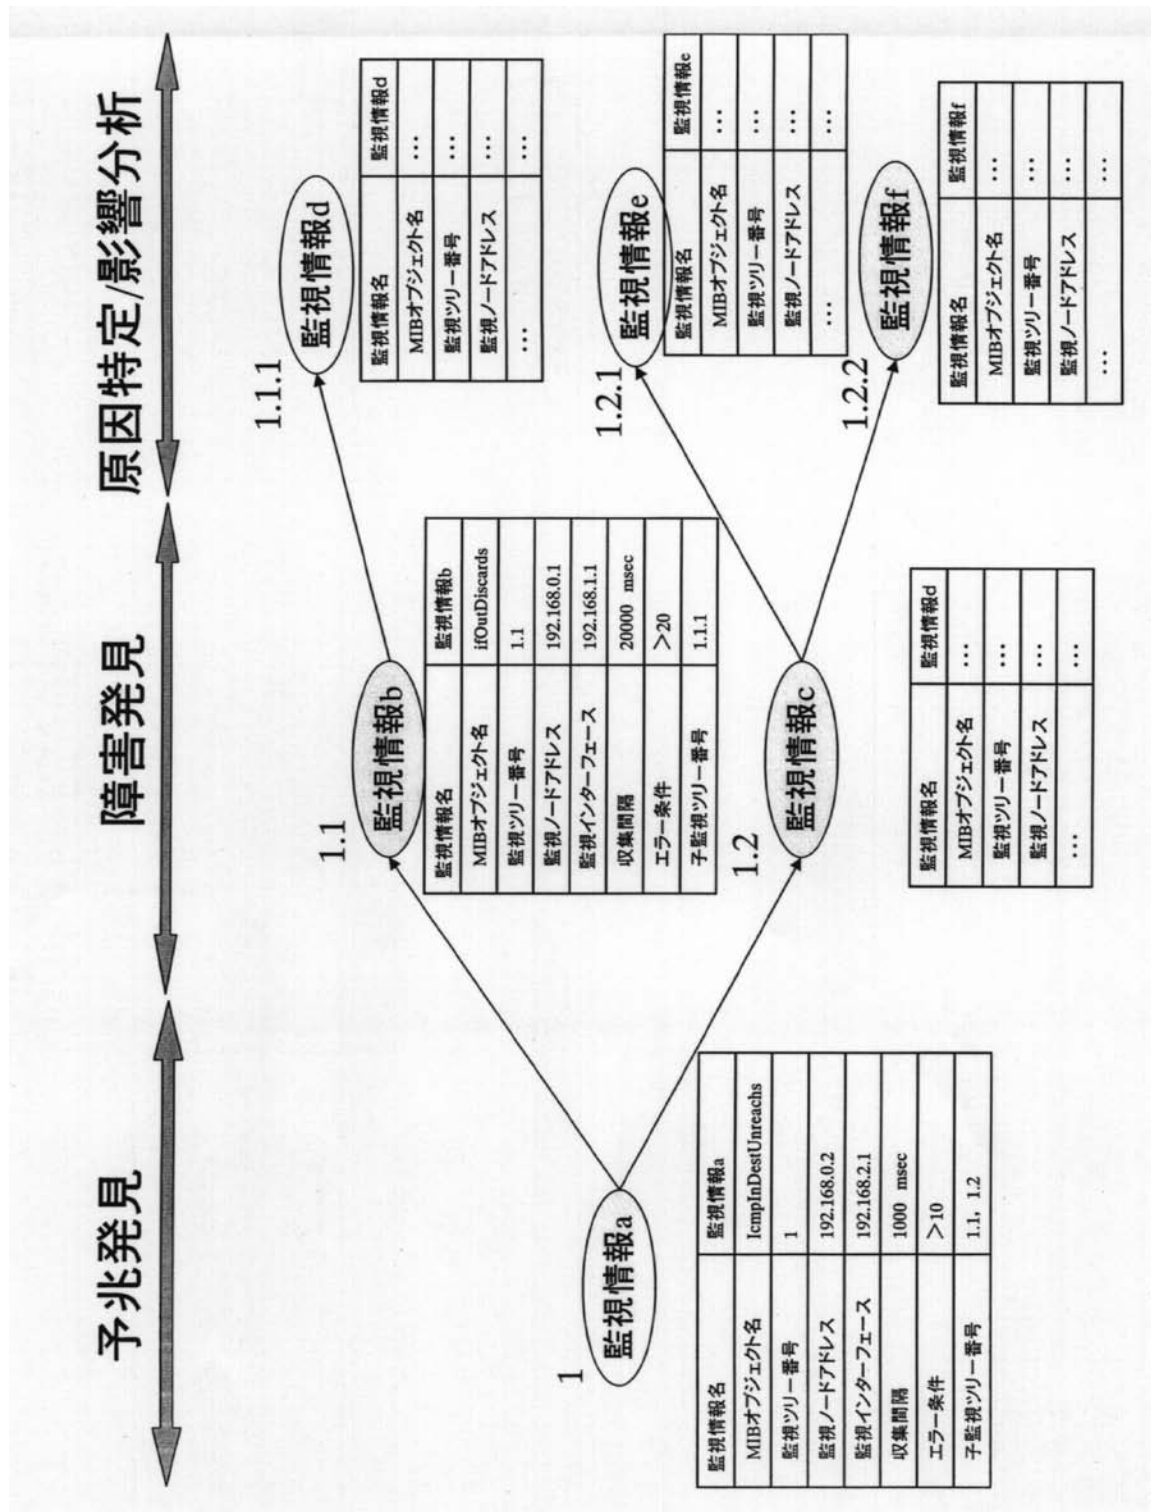 予兆発見
障害発見
原因特定/影響分析
1
監視情報a
監視情報名 監視情報a
MIBオブジェクト名 IcmpInDestUnreachs
監視ツリー番号 1
監視ノードアドレス 192.168.0.2
監視インターフェース 192.168.2.1
収集間隔 1000 msec
エラー条件 >10
子監視ツリー番号 1.1, 1.2
1.1
監視情報b
監視情報名 監視情報b
MIBオブジェクト名 ifOutDiscards
監視ツリー番号 1.1
監視ノードアドレス 192.168.0.1
監視インターフェース 192.168.1.1
収集間隔 20000 msec
エラー条件 >20
子監視ツリー番号 1.1.1
1.2
監視情報c
監視情報名 監視情報d
MIBオブジェクト名 …
監視ツリー番号 …
監視ノードアドレス …
… …
1.1.1
監視情報d
監視情報名 監視情報d
MIBオブジェクト名 …
監視ツリー番号 …
監視ノードアドレス …
… …
1.2.1
監視情報e
監視情報名 監視情報e
MIBオブジェクト名 …
監視ツリー番号 …
監視ノードアドレス …
… …
1.2.2
監視情報f
監視情報名 監視情報f
MIBオブジェクト名 …
監視ツリー番号 …
監視ノードアドレス …
… …